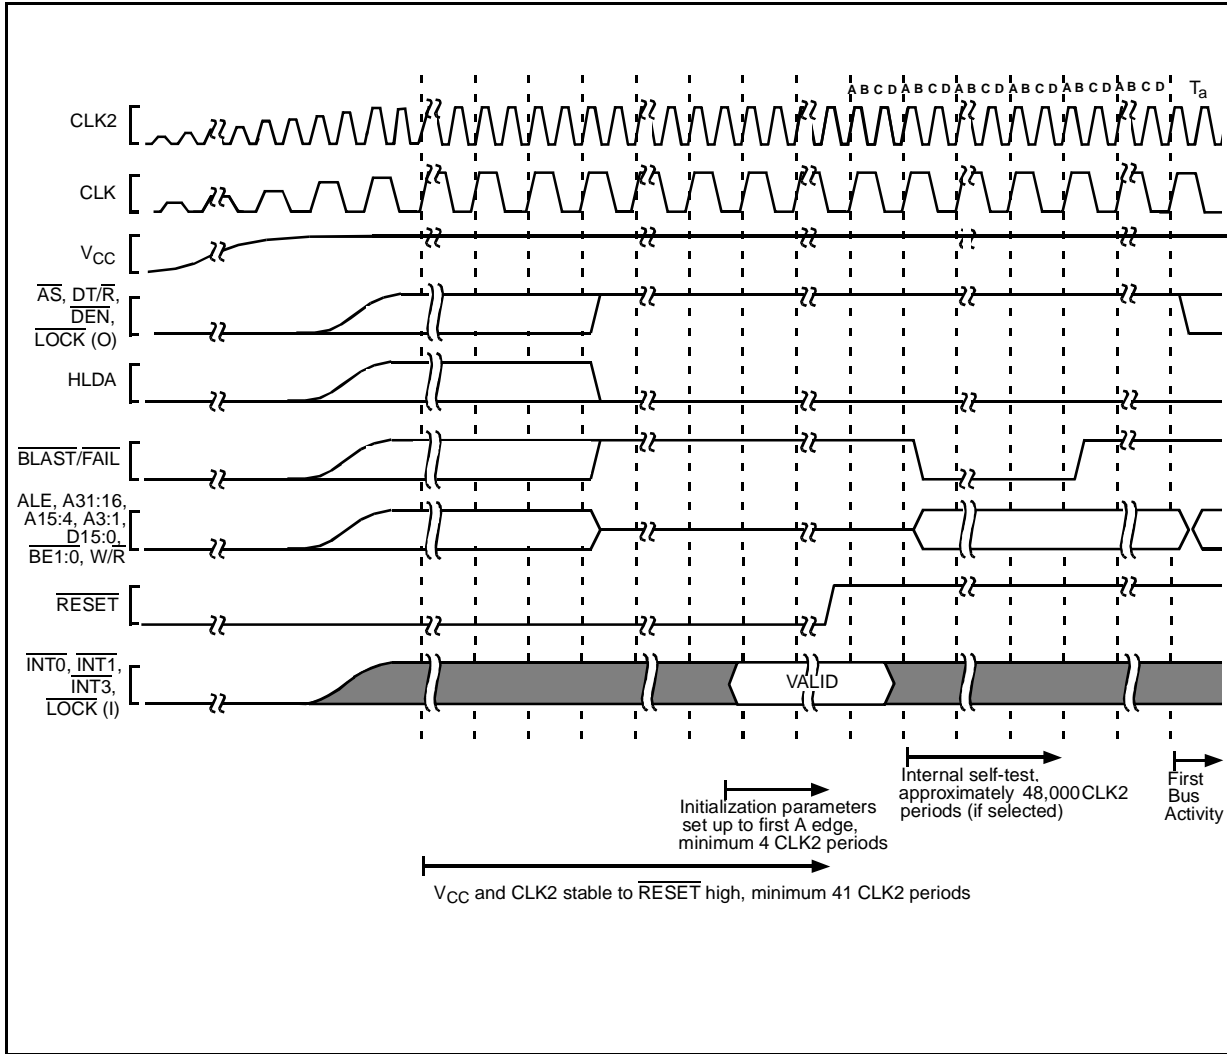 A B C D A B C D A B C D A B C D A B C D A B C D Ta
CLK2
CLK
VCC
AS, DT/R,
DEN,
LOCK (O)
HLDA
BLAST/FAIL
ALE, A31:16,
A15:4, A3:1,
D15:0,
BE1:0, W/R
RESET
INT0, INT1,
INT3,
LOCK (I)
VALID
Initialization parameters
set up to first A edge,
minimum 4 CLK2 periods
Internal self-test,
approximately 48,000 CLK2
periods (if selected)
First
Bus
Activity
VCC and CLK2 stable to RESET high, minimum 41 CLK2 periods